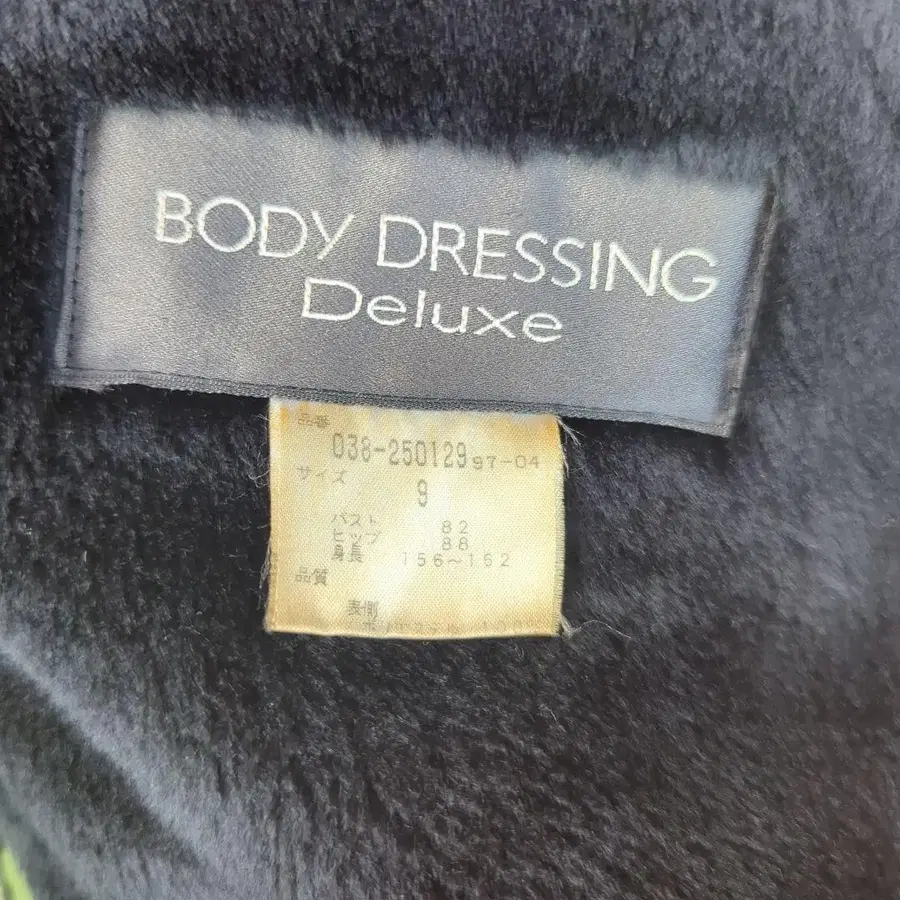 BODY DRESSING
Deluxe
品番
038-250129 97-04
サイズ
9
バスト 82
ヒップ 88
身長 156～162
品質
表側